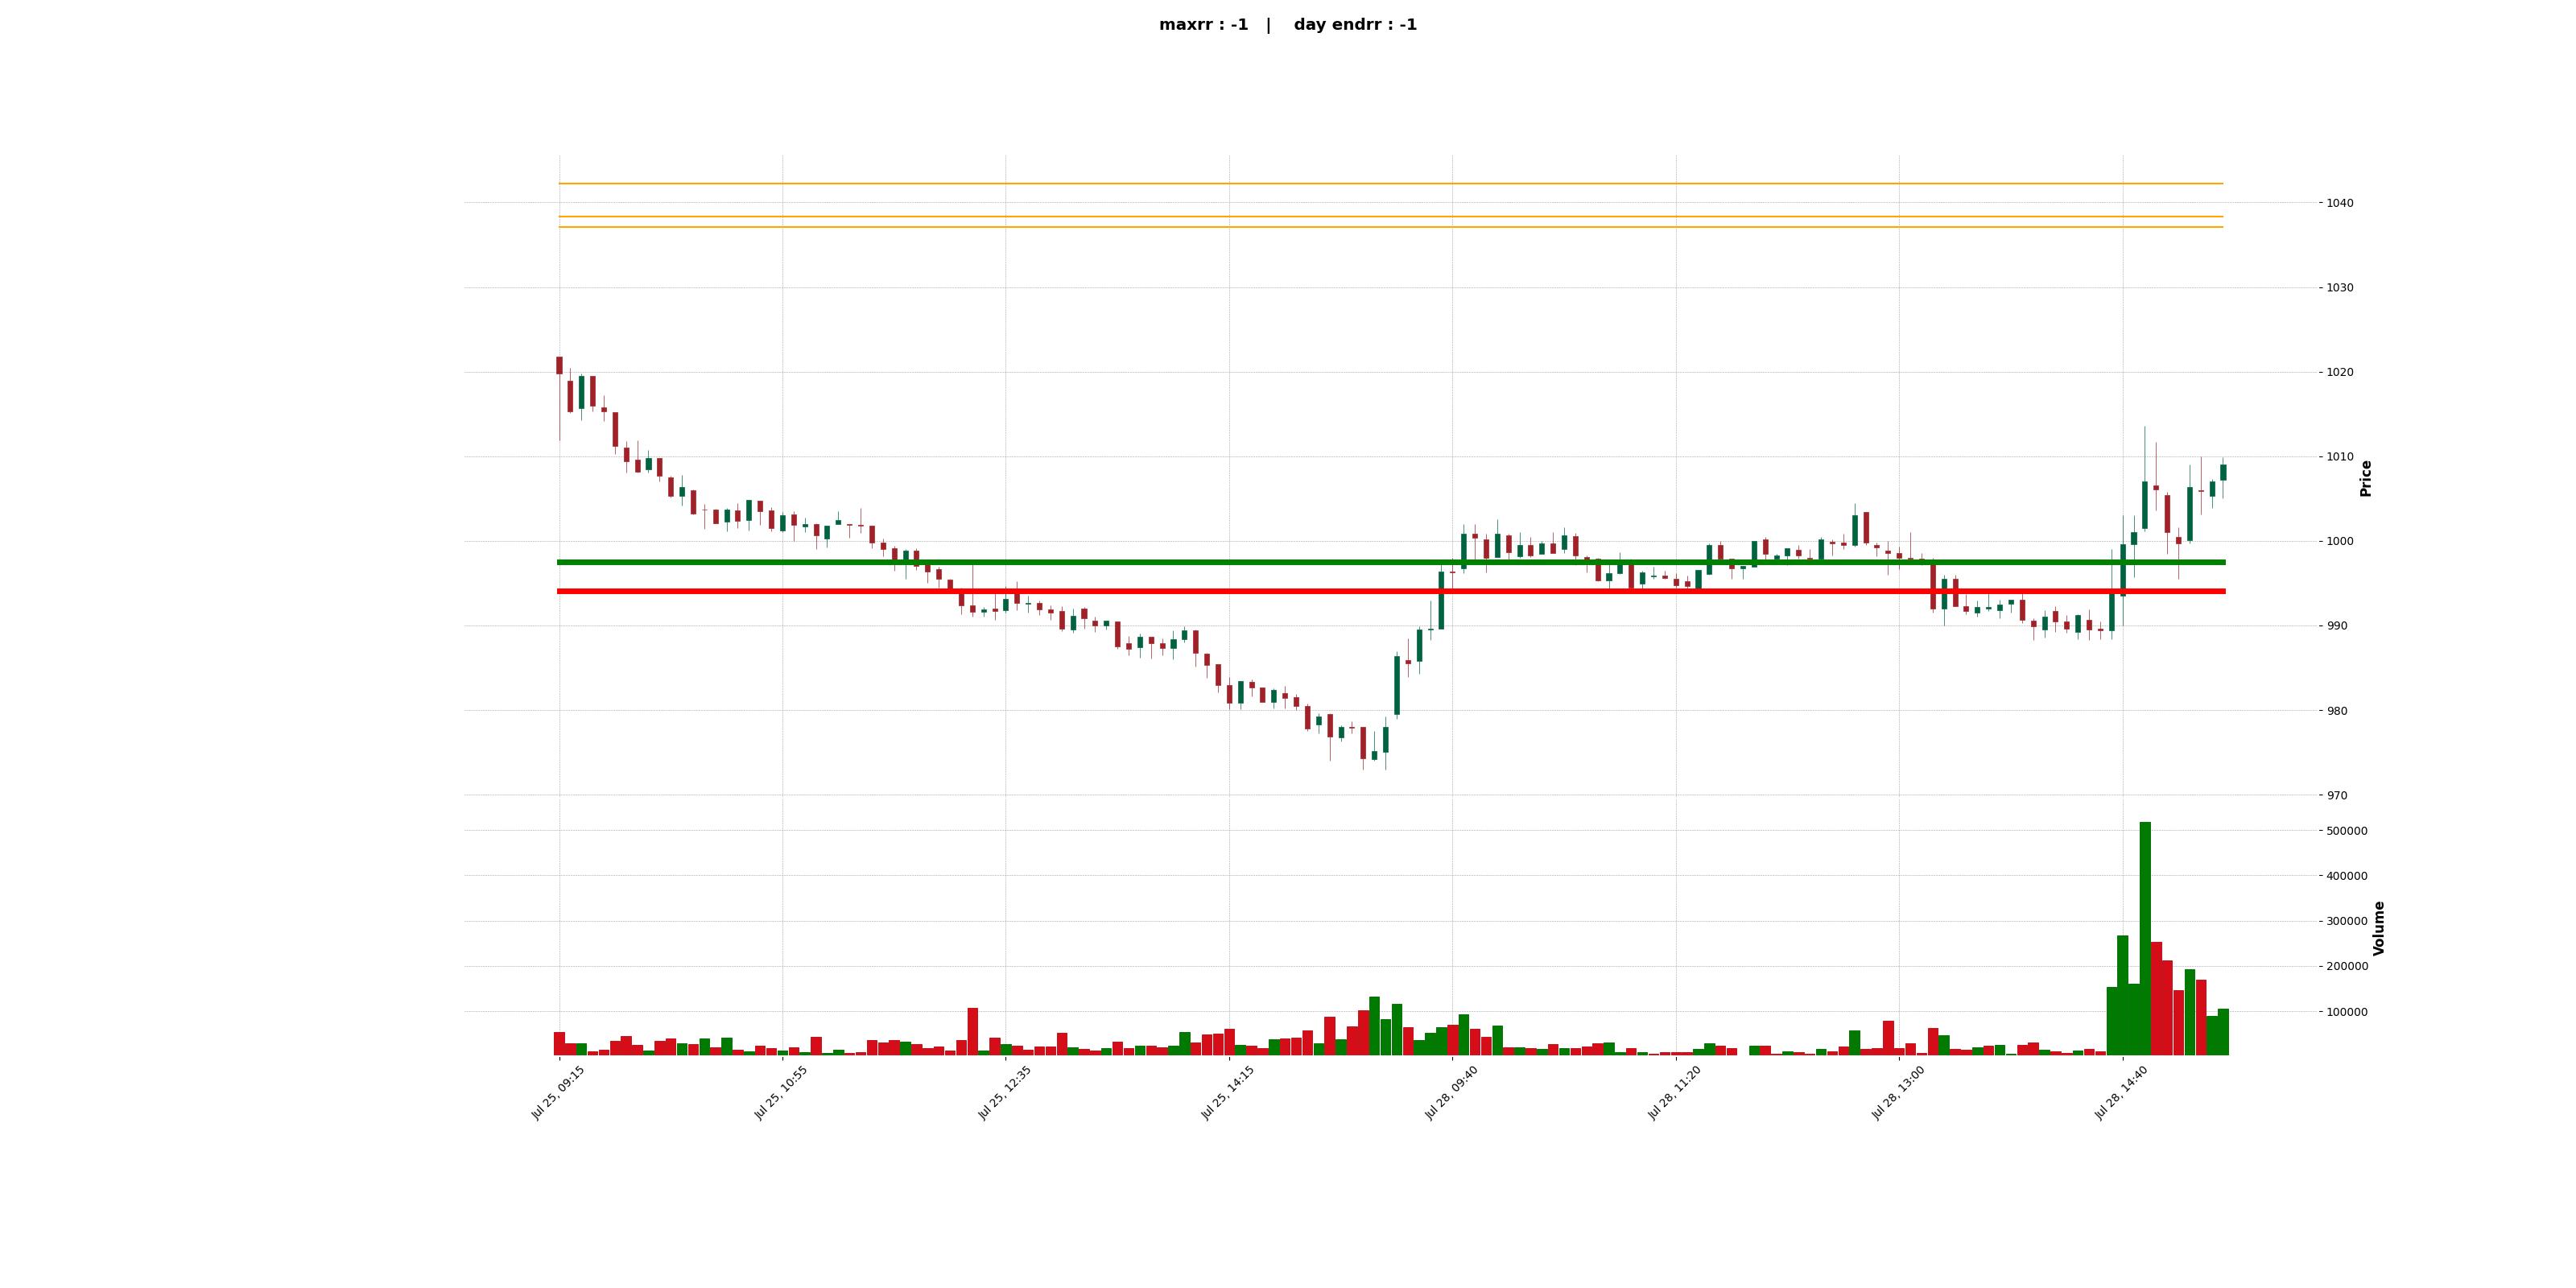 maxrr : -1   |    day endrr : -1
1040
1030
1020
1010
1000
990
980
970
Price
500000
400000
300000
200000
100000
Volume
Jul 25, 09:15
Jul 25, 10:55
Jul 25, 12:35
Jul 25, 14:15
Jul 28, 09:40
Jul 28, 11:20
Jul 28, 13:00
Jul 28, 14:40